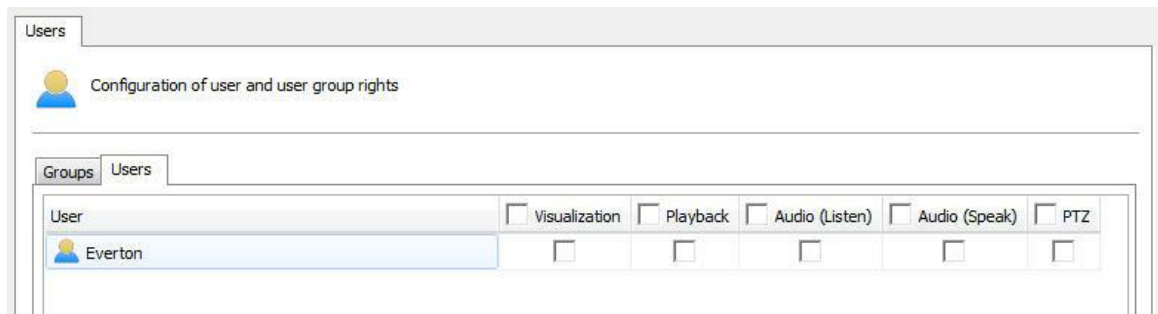 Users
Configuration of user and user group rights
Groups Users
User Visualization Playback Audio (Listen) Audio (Speak) PTZ
Everton